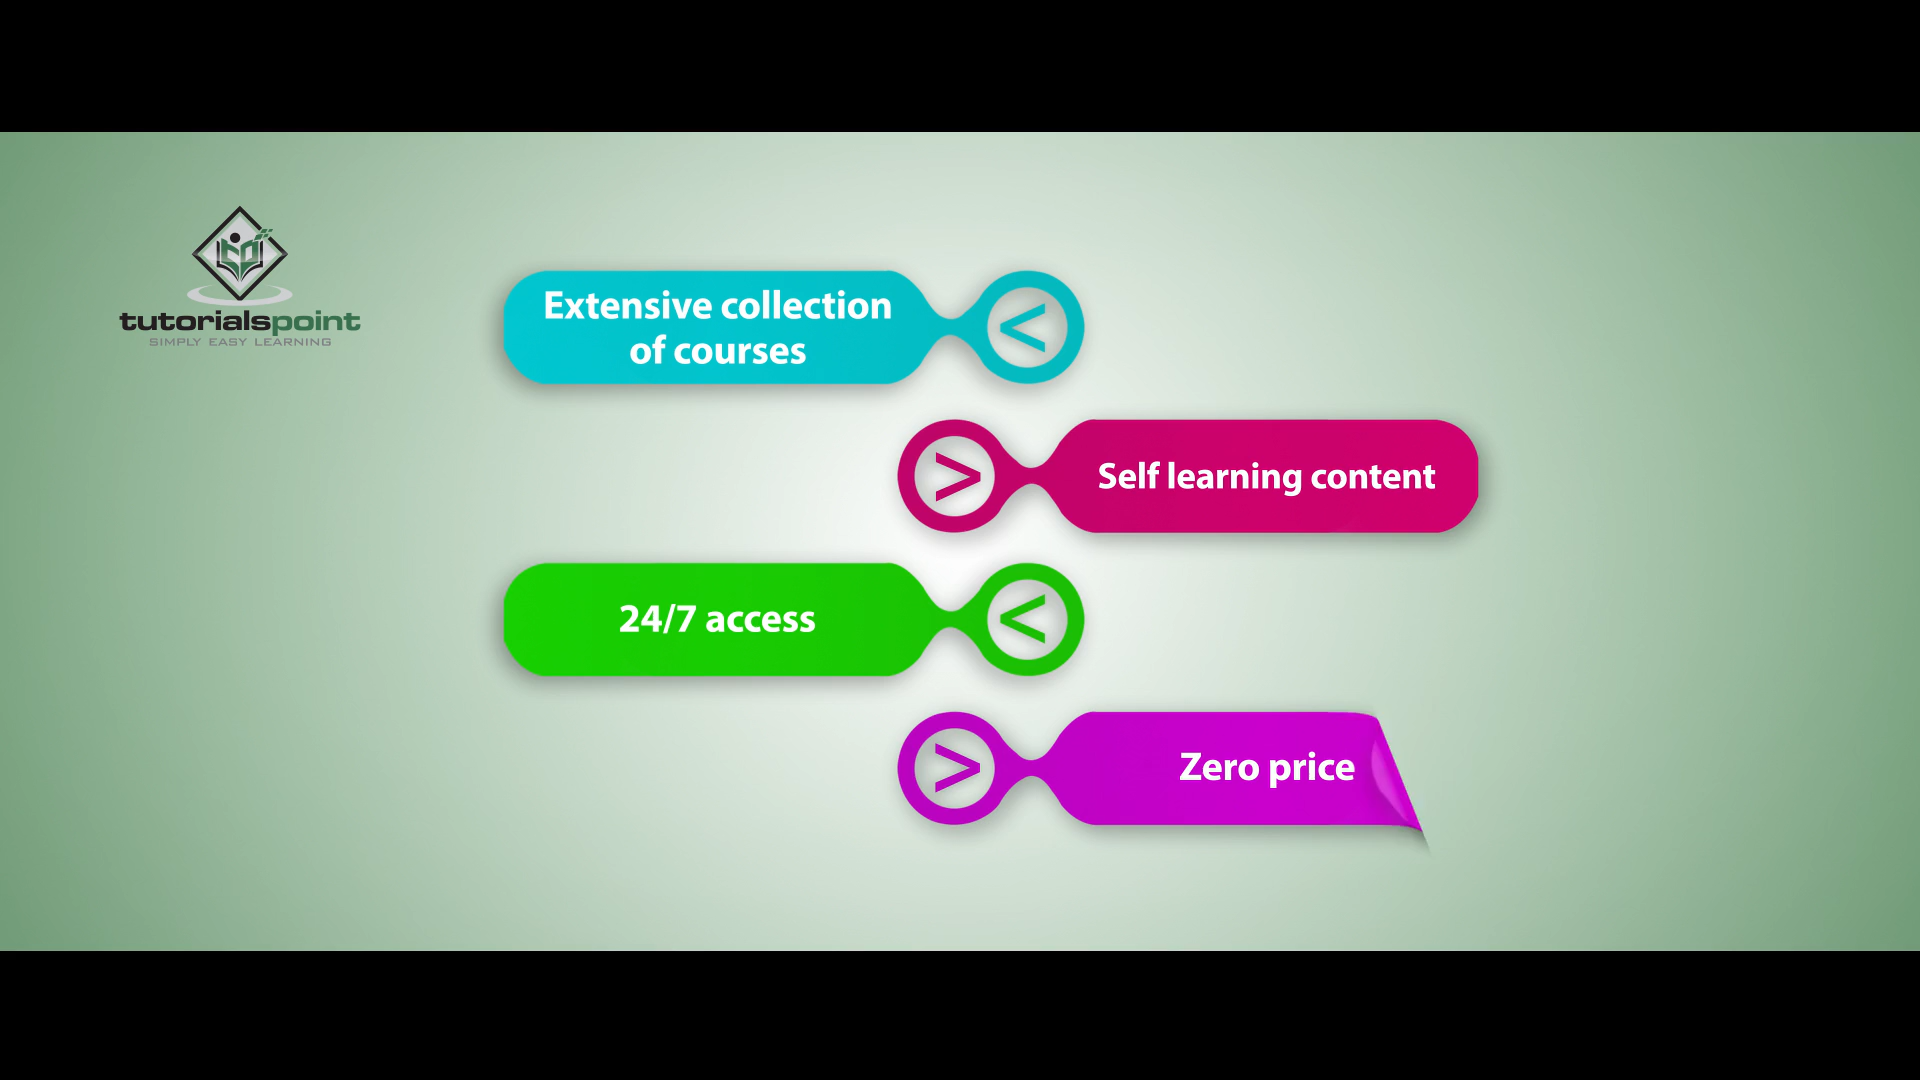 tutorialspoint
SIMPLY EASY LEARNING
Extensive collection
of courses
<
>
Self learning content
24/7 access
<
>
Zero price